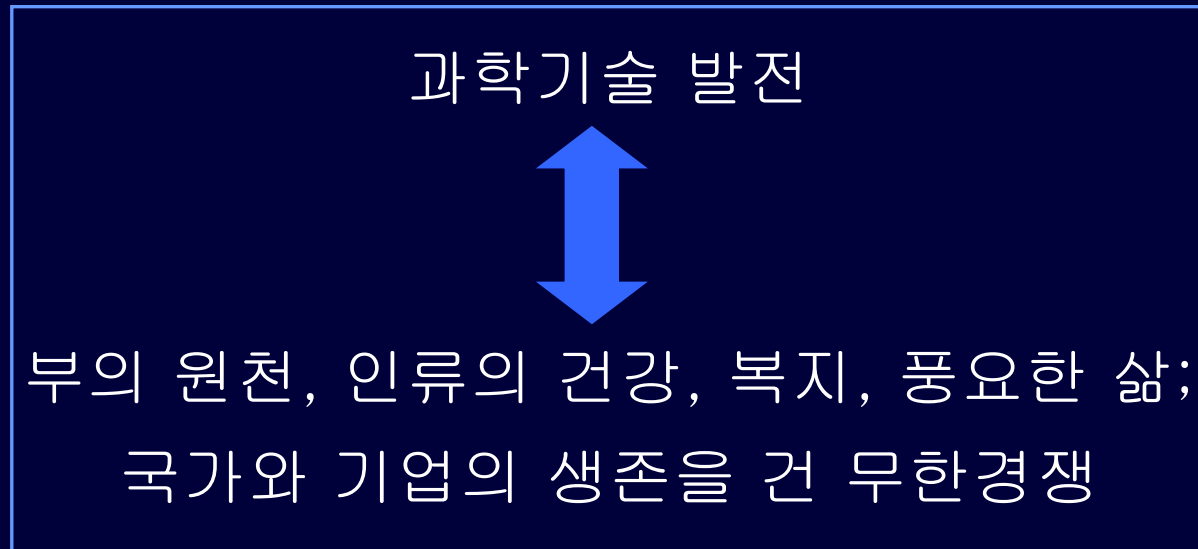 과학기술 발전
부의 원천, 인류의 건강, 복지, 풍요한 삶;
국가와 기업의 생존을 건 무한경쟁